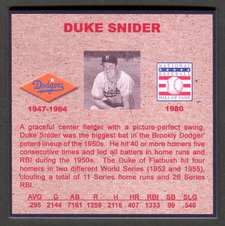 DUKE SNIDER
Dodgers
NATIONAL BASEBALL
HALL OF FAME
1947-1964
1980
A graceful center fielder with a picture-perfect swing,
Duke Snider was the biggest bat in the Brookly Dodger'
potent lineup of the 1950s. He hit 40 or more homers five
consecutive times and led all batters in home runs and
RBI during the 1950s. The Duke of Flatbush hit four
homers in two different World Series (1952 and 1955),
clouting a total of 11 Series home runs and 26 Series
RBI.
AVG G AB R H HR RBI SB SLG
.295 2144 7161 1259 2116 407 1333 99 .540